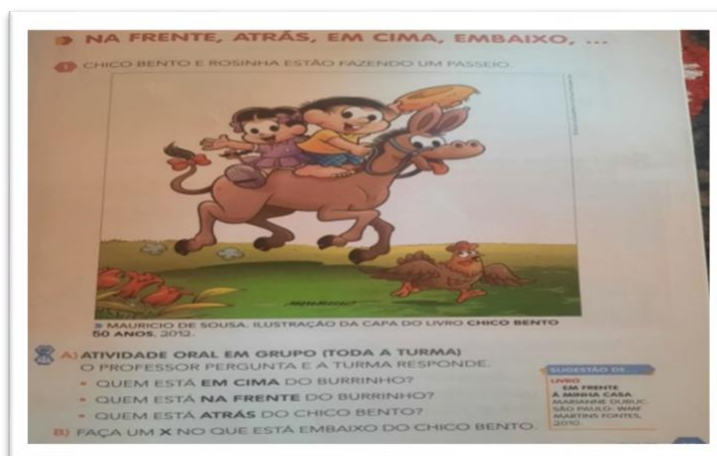 NA FRENTE, ATRÁS, EM CIMA, EMBAIXO, ...
1 CHICO BENTO E ROSINHA ESTÃO FAZENDO UM PASSEIO.
MAURICIO DE SOUSA. ILUSTRAÇÃO DA CAPA DO LIVRO CHICO BENTO
50 ANOS, 2012.
A) ATIVIDADE ORAL EM GRUPO (TODA A TURMA)
O PROFESSOR PERGUNTA E A TURMA RESPONDE.
• QUEM ESTÁ EM CIMA DO BURRINHO?
• QUEM ESTÁ NA FRENTE DO BURRINHO?
• QUEM ESTÁ ATRÁS DO CHICO BENTO?
B) FAÇA UM X NO QUE ESTÁ EMBAIXO DO CHICO BENTO.
SUGESTÃO DE...
LIVRO
EM FRENTE
À MINHA CASA.
MARIANNE DUBUC.
SÃO PAULO: WMF
MARTINS FONTES,
2010.